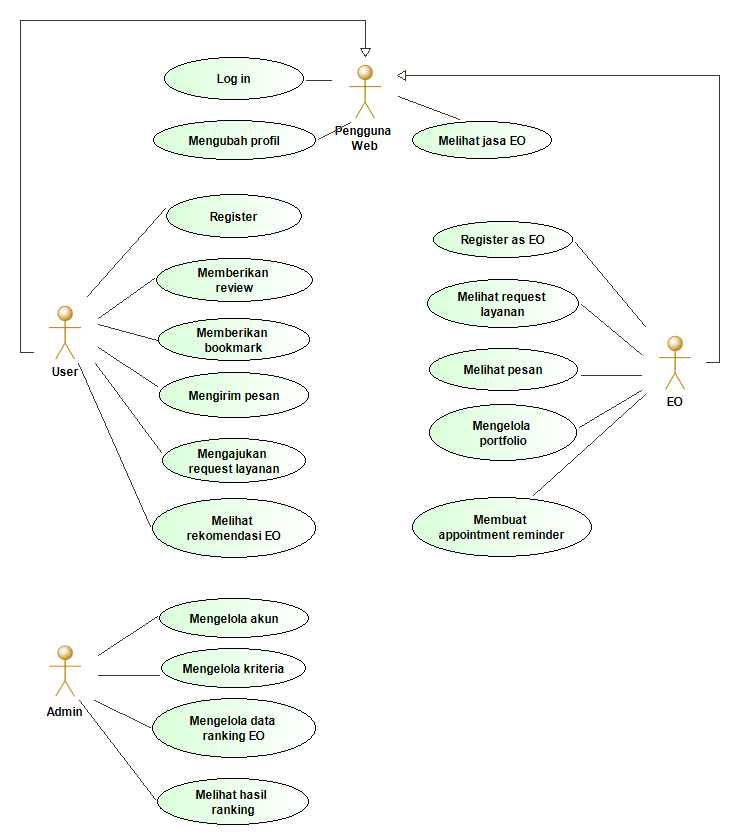 Log in
Mengubah profil
Pengguna
Web
Melihat jasa EO
Register
Memberikan
review
Memberikan
bookmark
Mengirim pesan
Mengajukan
request layanan
Melihat
rekomendasi EO
User
Register as EO
Melihat request
layanan
Melihat pesan
Mengelola
portfolio
Membuat
appointment reminder
EO
Mengelola akun
Mengelola kriteria
Mengelola data
ranking EO
Melihat hasil
ranking
Admin